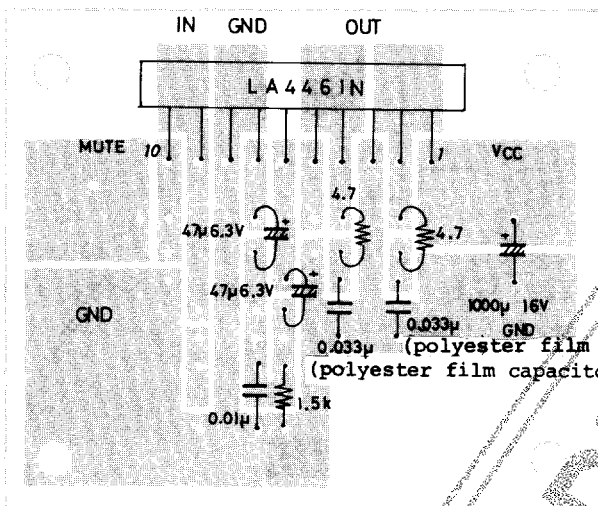 IN GND OUT
LA4461N
MUTE 10 1 VCC
4.7
47µ6.3V 4.7
47µ6.3V
GND 1000µ 16V
0.033µ GND
0.033µ (polyester film
(polyester film capacito
0.01µ 1.5k